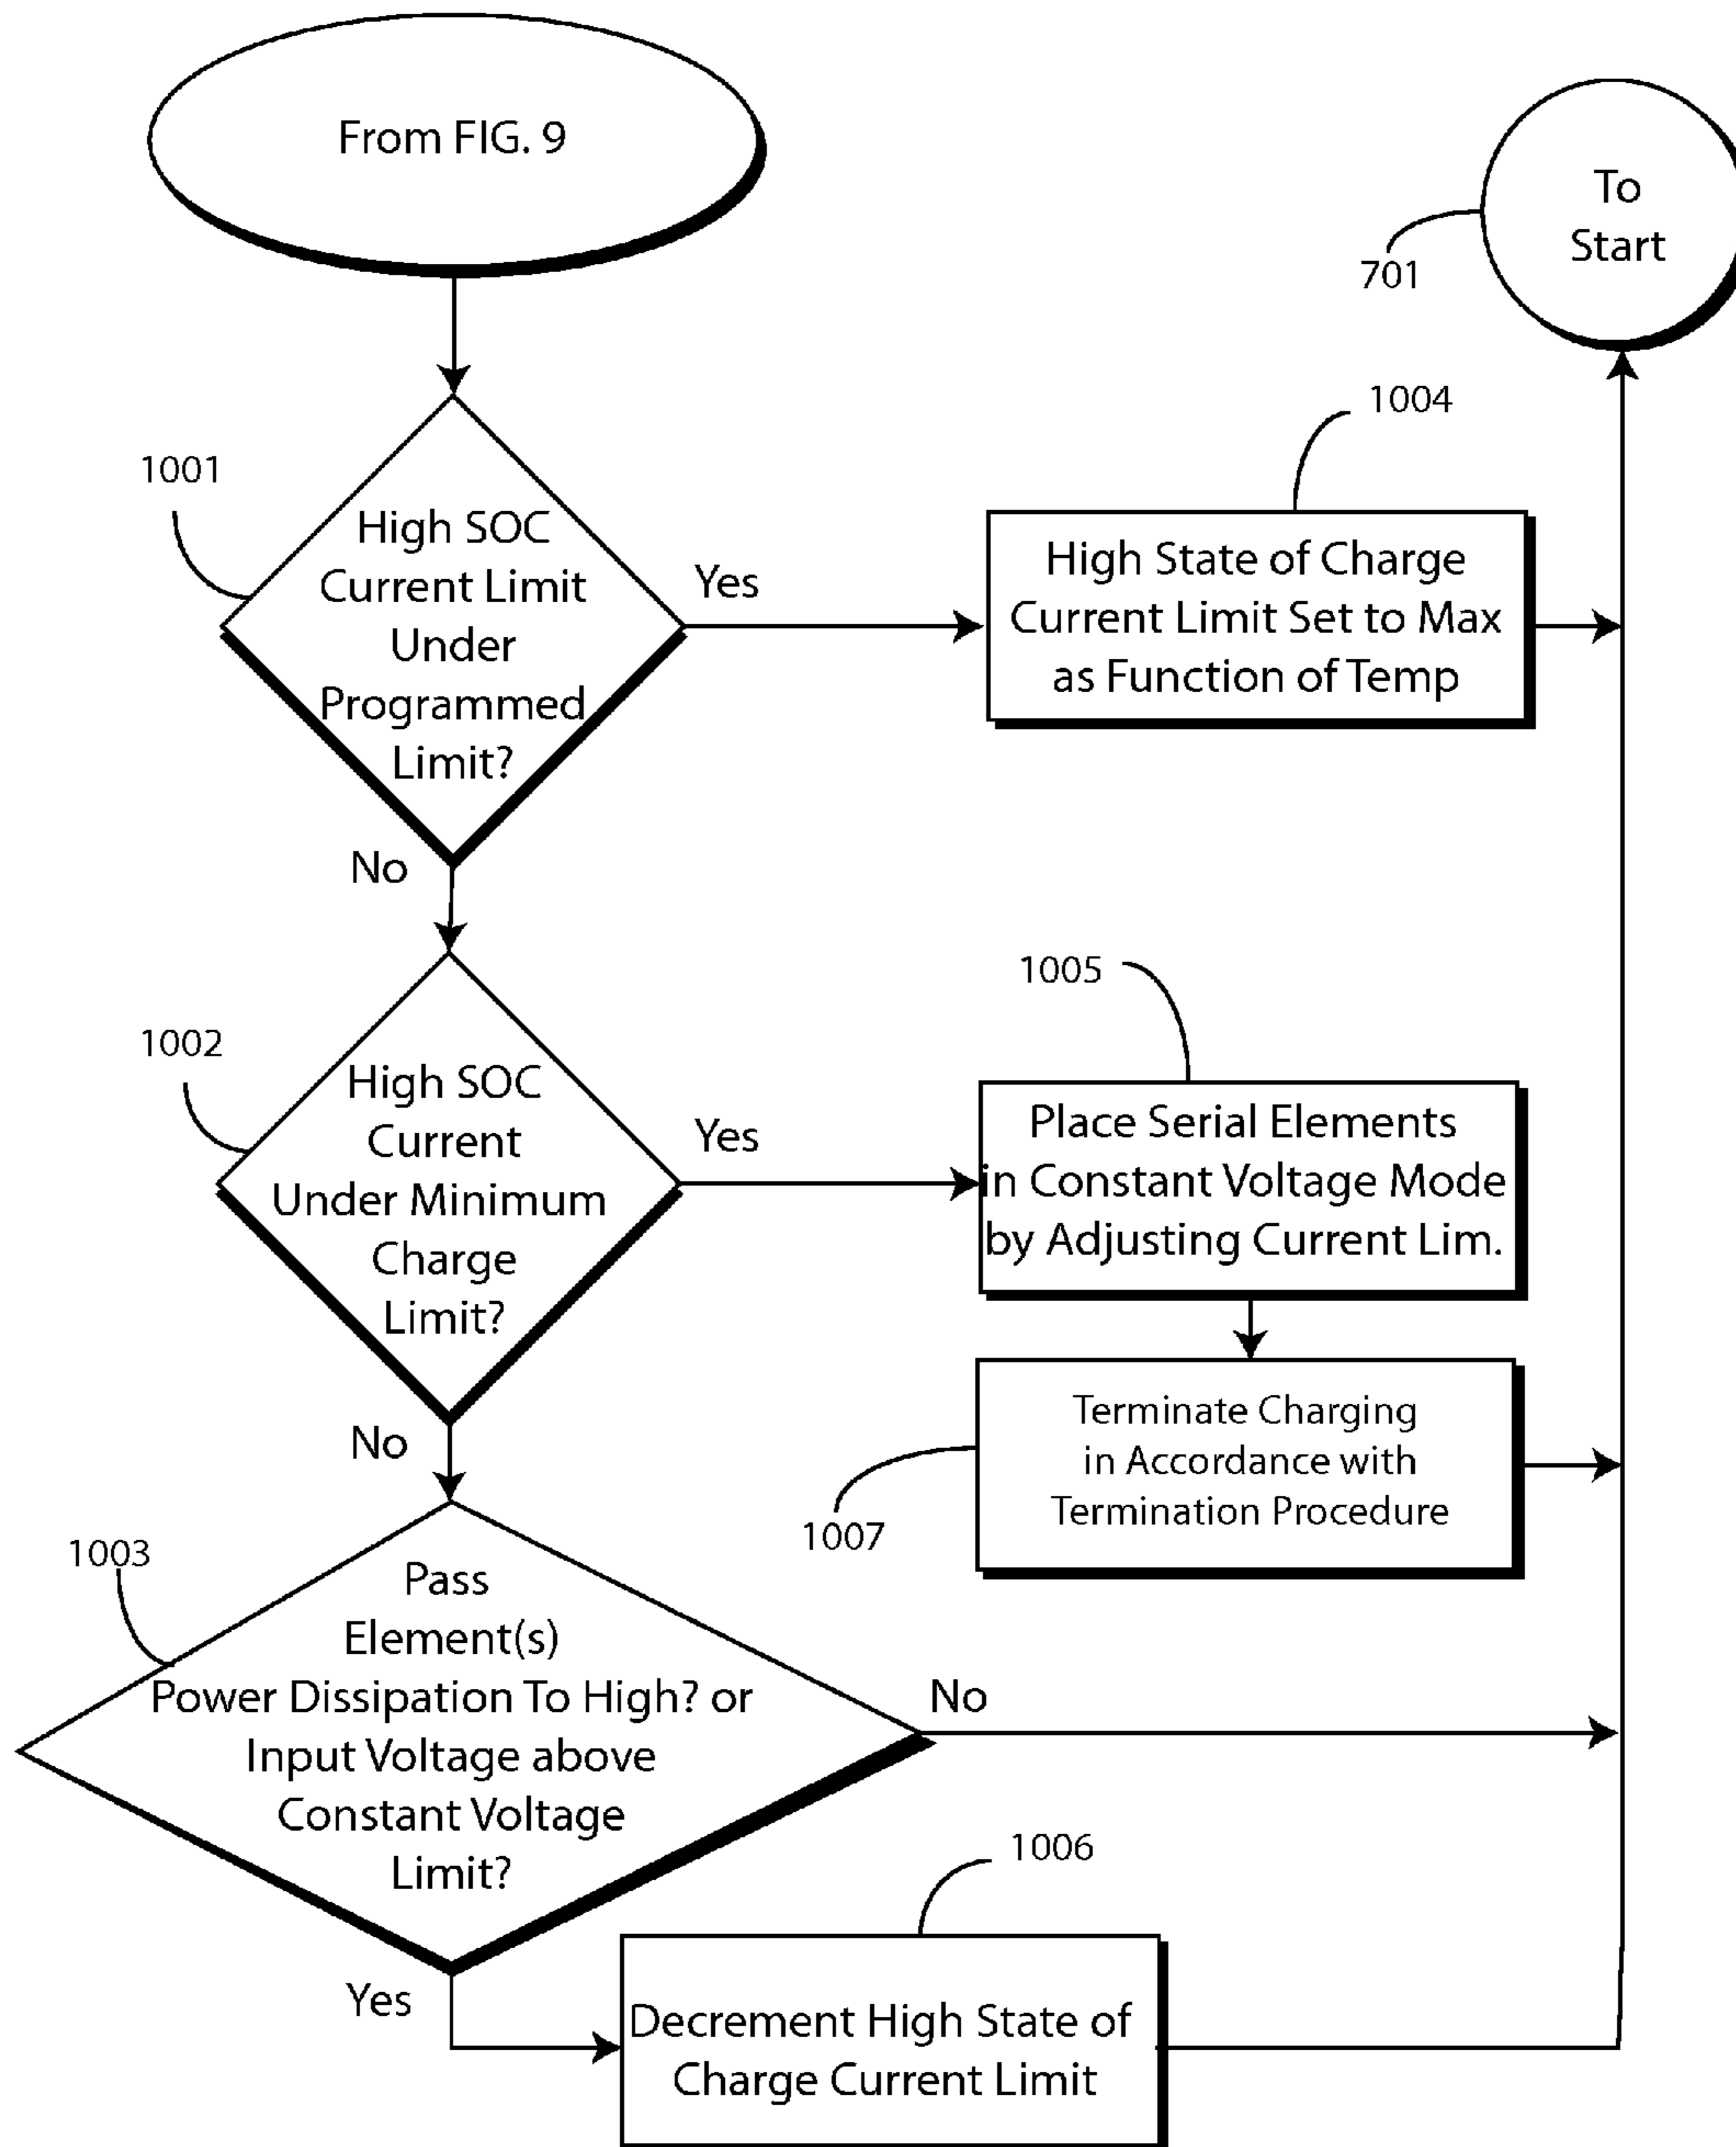 From FIG. 9
To
Start
701
1001
High SOC
Current Limit
Under
Programmed
Limit?
Yes
1004
High State of Charge
Current Limit Set to Max
as Function of Temp
No
1002
High SOC
Current
Under Minimum
Charge
Limit?
Yes
1005
Place Serial Elements
in Constant Voltage Mode
by Adjusting Current Lim.
Terminate Charging
in Accordance with
Termination Procedure
1007
No
1003
Pass
Element(s)
Power Dissipation To High? or
Input Voltage above
Constant Voltage
Limit?
No
Yes
1006
Decrement High State of
Charge Current Limit